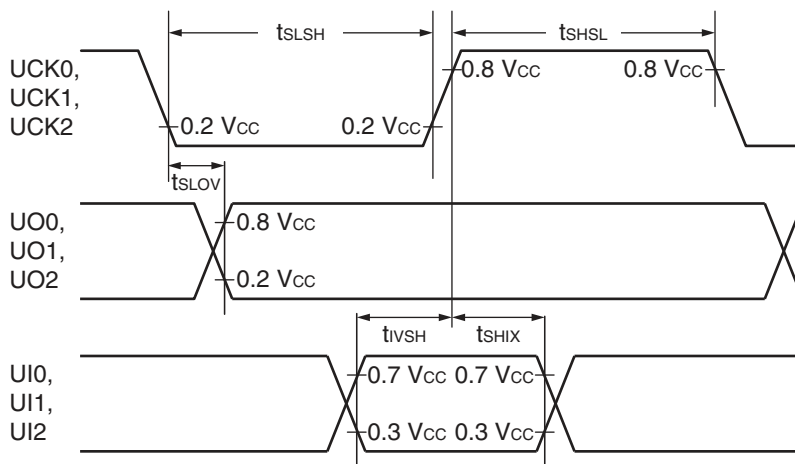 tSLSH
tSHSL
UCK0,
UCK1,
UCK2
0.8 VCC
0.8 VCC
0.2 VCC
0.2 VCC
tSLOV
UO0,
UO1,
UO2
0.8 VCC
0.2 VCC
tIVSH
tSHIX
UI0,
UI1,
UI2
0.7 VCC
0.7 VCC
0.3 VCC
0.3 VCC